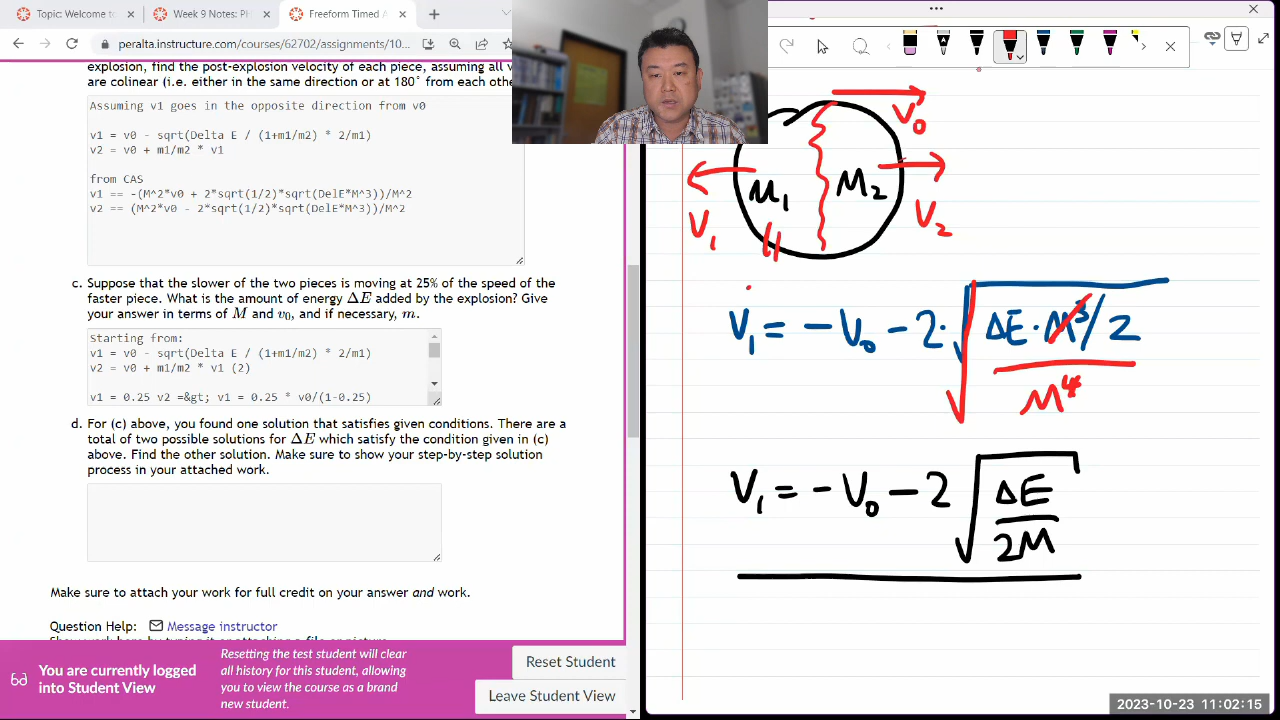 Topic: Welcome to
Week 9 Notes: PH
Freeform Timed A
peralta.instructure.com/courses/621
assignments/10...
explosion, find the post-explosion velocity of each piece, assuming all v
are colinear (i.e. either in the same direction or at 180° from each othe
Assuming v1 goes in the opposite direction from v0
v1 = v0 - sqrt(Delta E / (1+m1/m2) * 2/m1)
v2 = v0 + m1/m2 * v1
from CAS
v1 == -(M^2*v0 + 2*sqrt(1/2)*sqrt(DelE*M^3))/M^2
v2 == (M^2*v0 - 2*sqrt(1/2)*sqrt(DelE*M^3))/M^2
c. Suppose that the slower of the two pieces is moving at 25% of the speed of the
faster piece. What is the amount of energy ΔE added by the explosion? Give
your answer in terms of M and v0, and if necessary, m.
Starting from:
v1 = v0 - sqrt(Delta E / (1+m1/m2) * 2/m1)
v2 = v0 + m1/m2 * v1 (2)
v1 = 0.25 v2 =&gt; v1 = 0.25 * v0/(1-0.25)
d. For (c) above, you found one solution that satisfies given conditions. There are a
total of two possible solutions for ΔE which satisfy the condition given in (c)
above. Find the other solution. Make sure to show your step-by-step solution
process in your attached work.
Make sure to attach your work for full credit on your answer and work.
Question Help: Message instructor
You are currently logged
into Student View
Resetting the test student will clear
all history for this student, allowing
you to view the course as a brand
new student.
Reset Student
Leave Student View
V0
M1
M2
V1
V2
V1 = -V0 - 2·√ΔE·M³/2
M⁴
V1 = -V0 - 2√ΔE
2M
2023-10-23 11:02:15